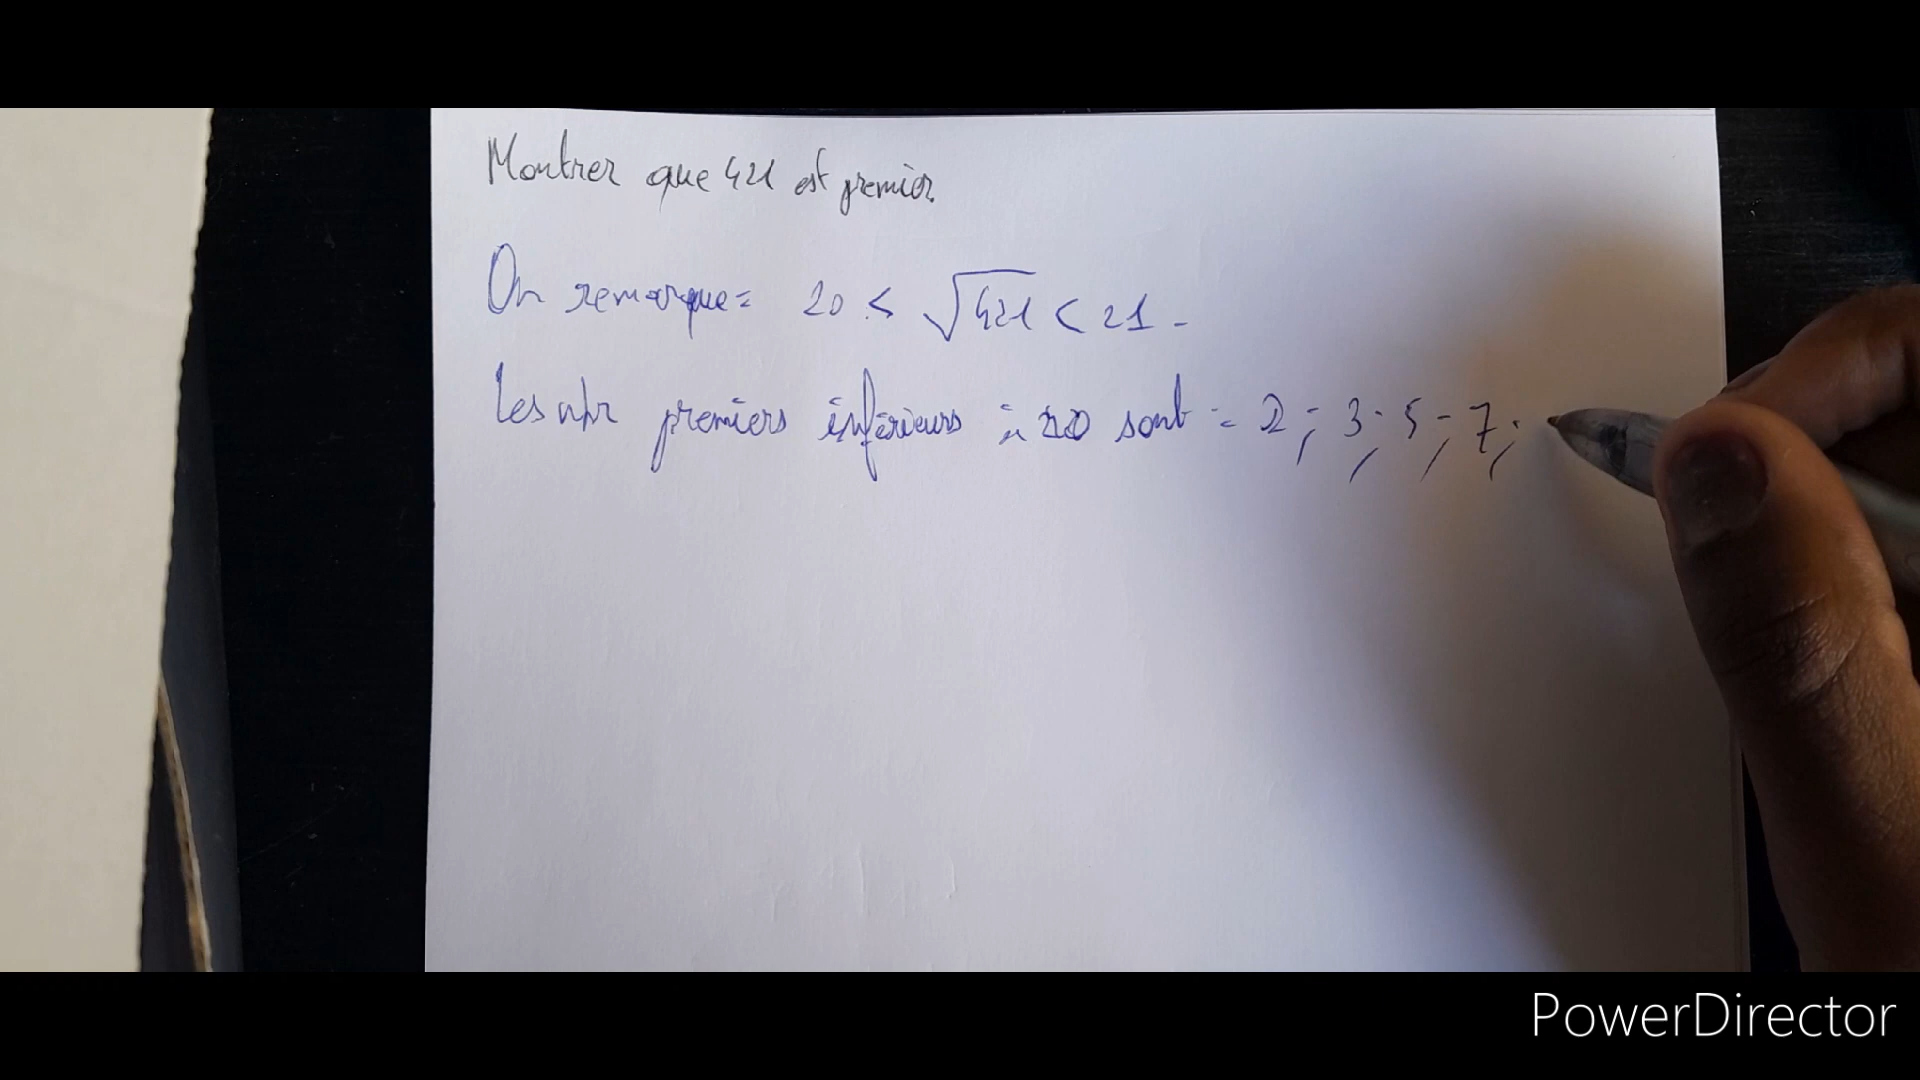 Montrer que 421 est premier.
On remarque : 20 < √421 < 21.
Les nbr premiers inférieurs à 20 sont : 2 ; 3 ; 5 ; 7 ;
PowerDirector